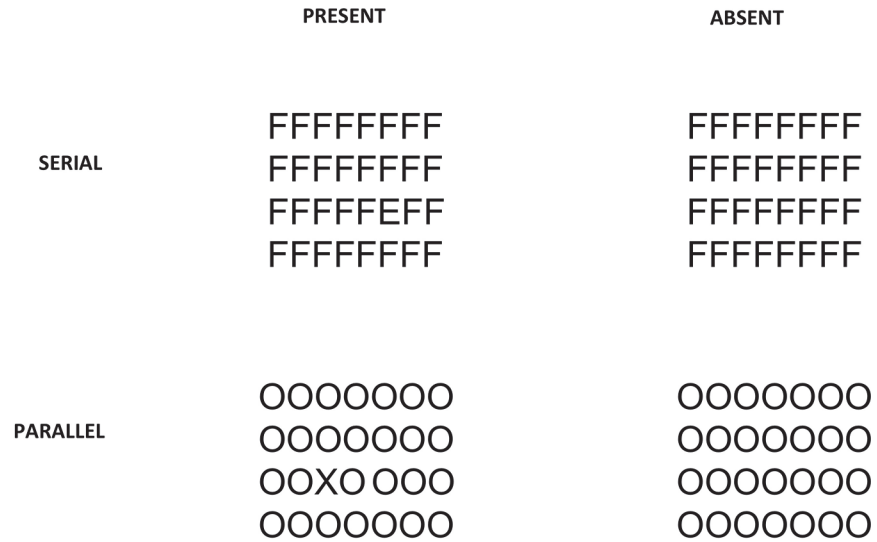 PRESENT ABSENT
FFFFFFFF FFFFFFFF
SERIAL FFFFFFFF FFFFFFFF
FFFFFEFF FFFFFFFF
FFFFFFFF FFFFFFFF
OOOOOOO OOOOOOO
PARALLEL OOOOOOO OOOOOOO
OOXO OOO OOOOOOO
OOOOOOO OOOOOOO